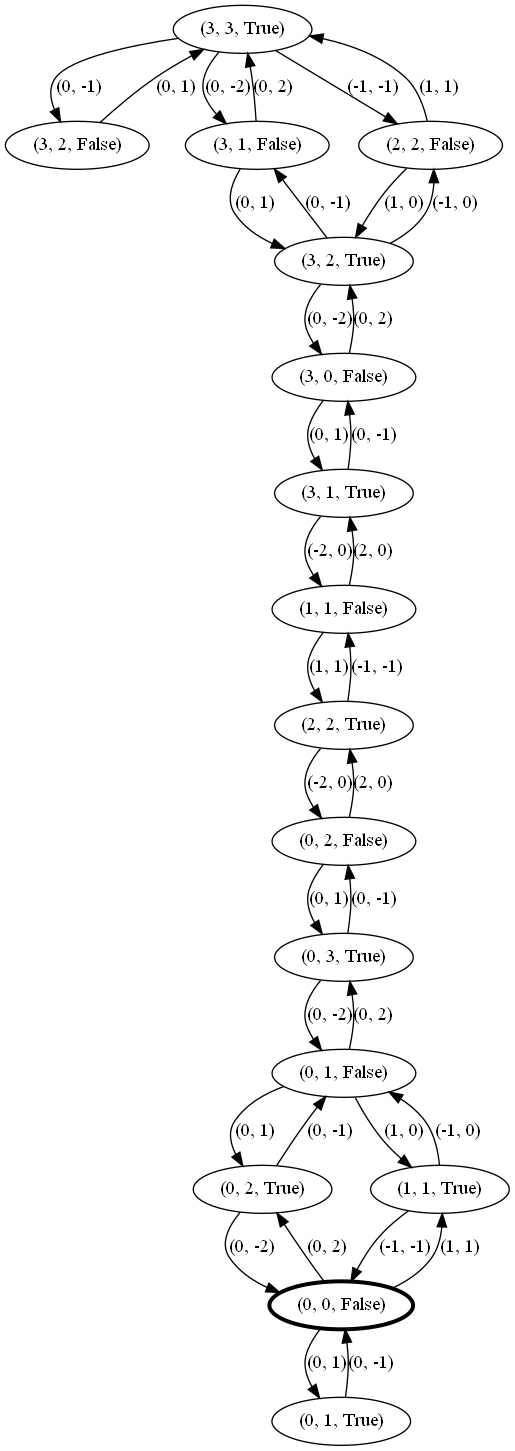 (3, 3, True)
(0, -1)
(0, 1)
(0, -2)
(0, 2)
(-1, -1)
(1, 1)
(3, 2, False)
(3, 1, False)
(2, 2, False)
(0, 1)
(0, -1)
(1, 0)
(-1, 0)
(3, 2, True)
(0, -2)
(0, 2)
(3, 0, False)
(0, 1)
(0, -1)
(3, 1, True)
(-2, 0)
(2, 0)
(1, 1, False)
(1, 1)
(-1, -1)
(2, 2, True)
(-2, 0)
(2, 0)
(0, 2, False)
(0, 1)
(0, -1)
(0, 3, True)
(0, -2)
(0, 2)
(0, 1, False)
(0, 1)
(0, -1)
(1, 0)
(-1, 0)
(0, 2, True)
(1, 1, True)
(0, -2)
(0, 2)
(-1, -1)
(1, 1)
(0, 0, False)
(0, 1)
(0, -1)
(0, 1, True)